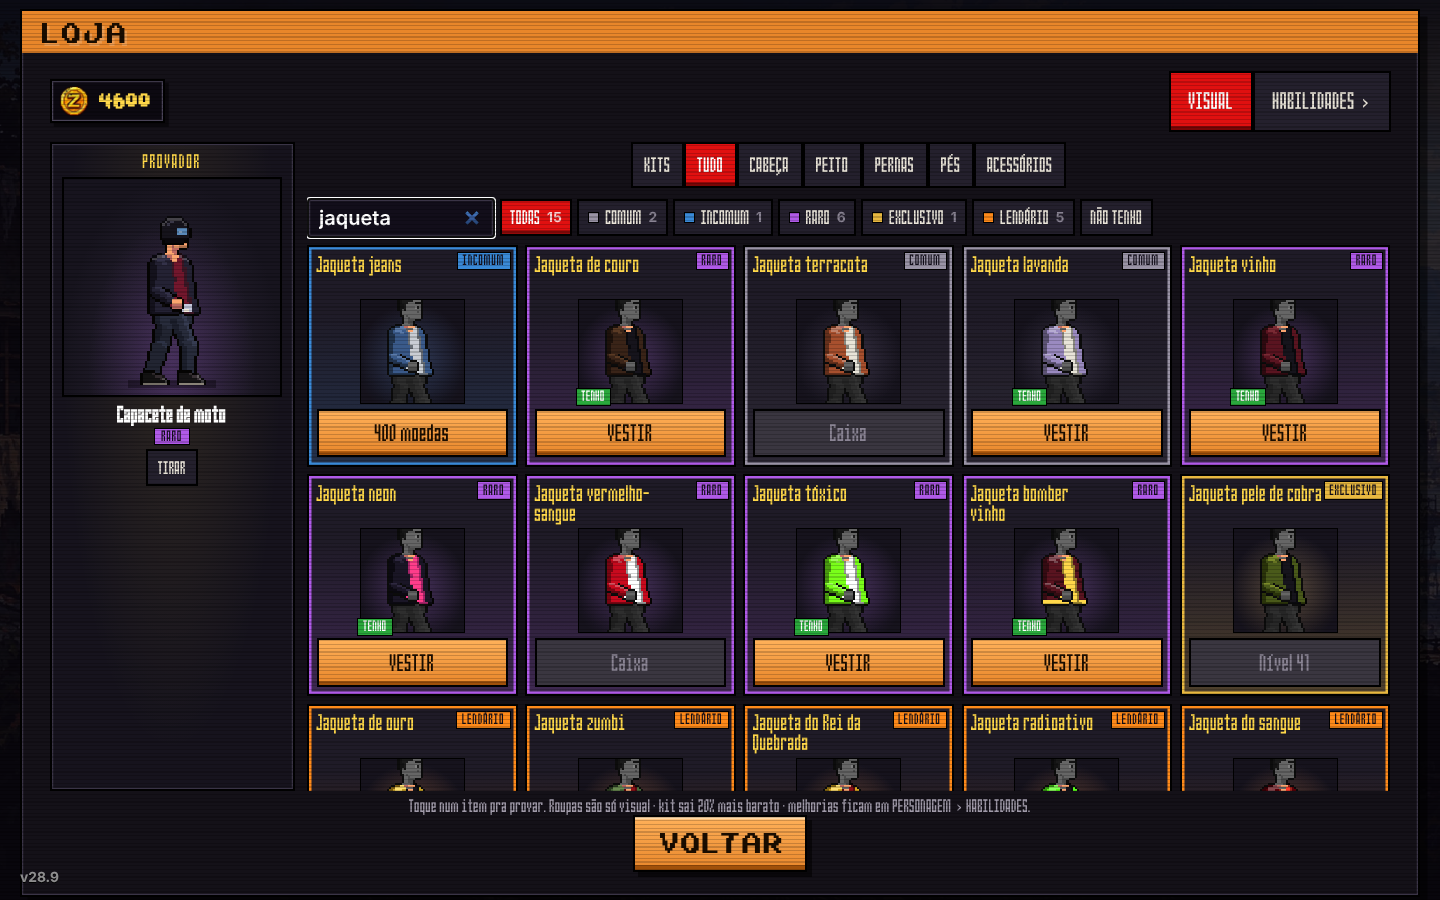 LOJA
4600
VISUAL
HABILIDADES ›
PROVADOR
Capacete de moto
RARO
TIRAR
KITS
TUDO
CABEÇA
PEITO
PERNAS
PÉS
ACESSÓRIOS
jaqueta ✕
TODAS 15
COMUM 2
INCOMUM 1
RARO 6
EXCLUSIVO 1
LENDÁRIO 5
NÃO TENHO
Jaqueta jeans
INCOMUM
400 moedas
Jaqueta de couro
RARO
TENHO
VESTIR
Jaqueta terracota
COMUM
Caixa
Jaqueta lavanda
COMUM
TENHO
VESTIR
Jaqueta vinho
RARO
TENHO
VESTIR
Jaqueta neon
RARO
TENHO
VESTIR
Jaqueta vermelho-
sangue
RARO
Caixa
Jaqueta tóxico
RARO
TENHO
VESTIR
Jaqueta bomber
vinho
RARO
TENHO
VESTIR
Jaqueta pele de cobra
EXCLUSIVO
Nível 41
Jaqueta de ouro
LENDÁRIO
Jaqueta zumbi
LENDÁRIO
Jaqueta do Rei da
Quebrada
LENDÁRIO
Jaqueta radioativo
LENDÁRIO
Jaqueta do sangue
LENDÁRIO
Toque num item pra provar. Roupas são só visual · kit sai 20% mais barato · melhorias ficam em PERSONAGEM › HABILIDADES.
VOLTAR
v28.9